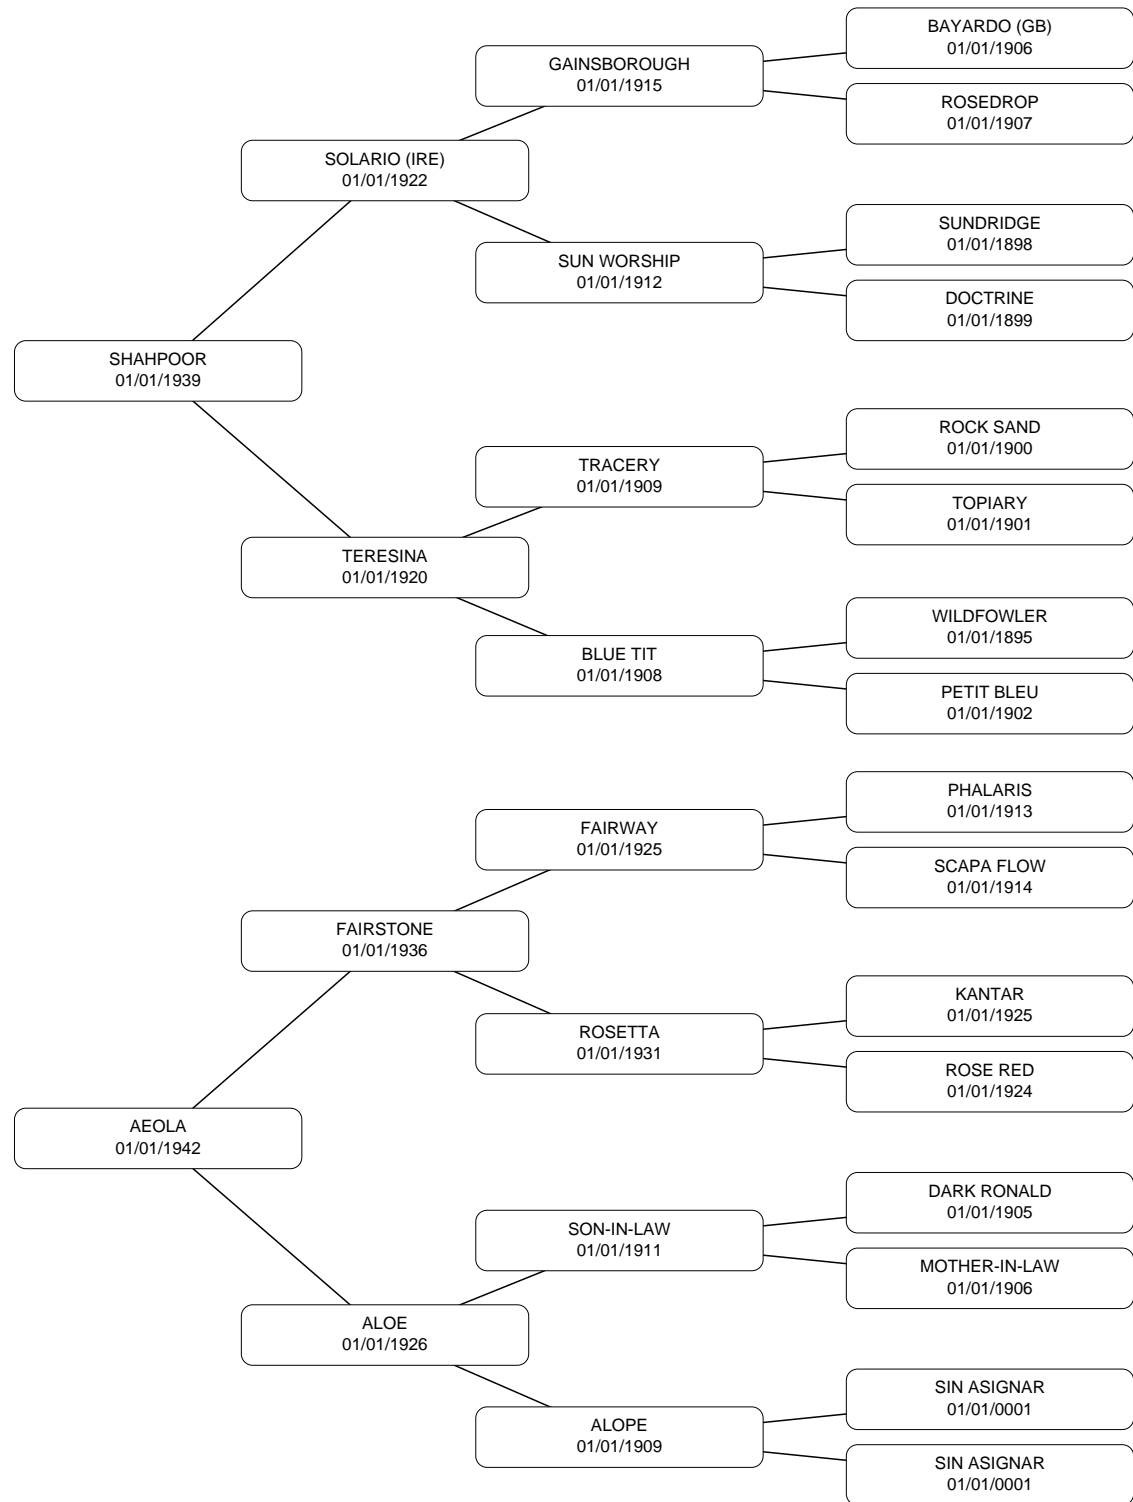 BAYARDO (GB)
01/01/1906
GAINSBOROUGH
01/01/1915
ROSEDROP
01/01/1907
SOLARIO (IRE)
01/01/1922
SUNDRIDGE
01/01/1898
SUN WORSHIP
01/01/1912
DOCTRINE
01/01/1899
SHAHPOOR
01/01/1939
ROCK SAND
01/01/1900
TRACERY
01/01/1909
TOPIARY
01/01/1901
TERESINA
01/01/1920
WILDFOWLER
01/01/1895
BLUE TIT
01/01/1908
PETIT BLEU
01/01/1902
PHALARIS
01/01/1913
FAIRWAY
01/01/1925
SCAPA FLOW
01/01/1914
FAIRSTONE
01/01/1936
KANTAR
01/01/1925
ROSETTA
01/01/1931
ROSE RED
01/01/1924
AEOLA
01/01/1942
DARK RONALD
01/01/1905
SON-IN-LAW
01/01/1911
MOTHER-IN-LAW
01/01/1906
ALOE
01/01/1926
SIN ASIGNAR
01/01/0001
ALOPE
01/01/1909
SIN ASIGNAR
01/01/0001